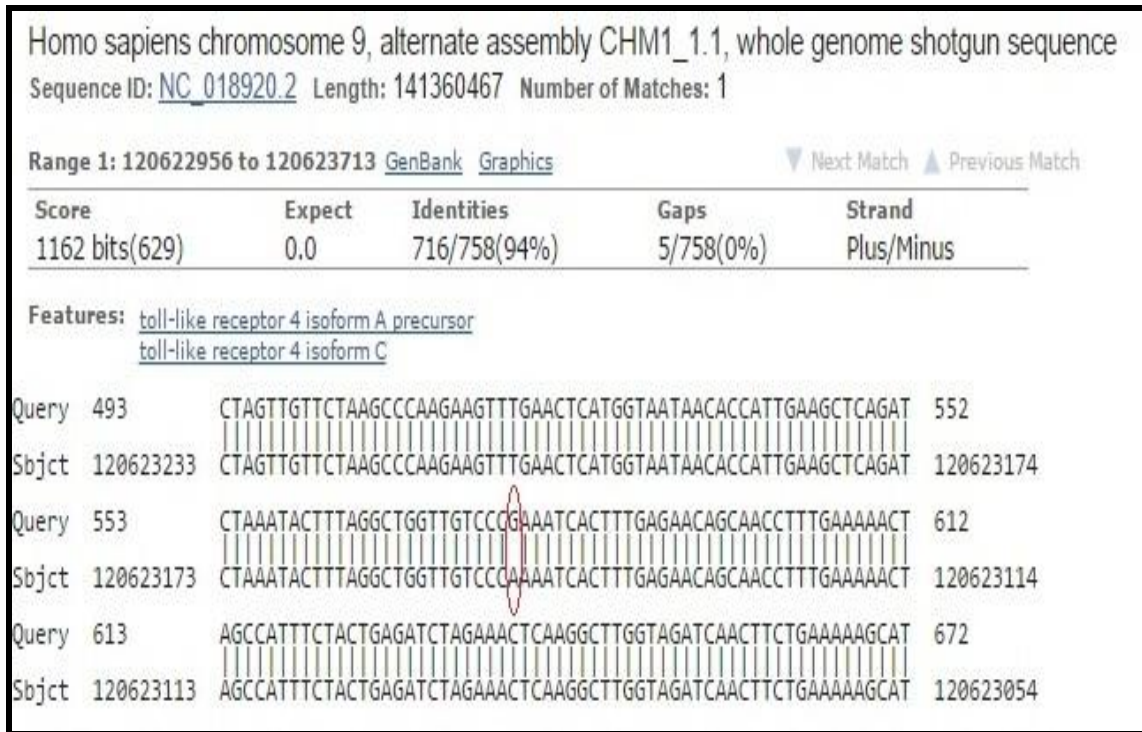 Homo sapiens chromosome 9, alternate assembly CHM1_1.1, whole genome shotgun sequence
Sequence ID: NC_018920.2 Length: 141360467 Number of Matches: 1
Range 1: 120622956 to 120623713 GenBank Graphics ▼ Next Match ▲ Previous Match
Score Expect Identities Gaps Strand
1162 bits(629) 0.0 716/758(94%) 5/758(0%) Plus/Minus
Features: toll-like receptor 4 isoform A precursor
toll-like receptor 4 isoform C
Query 493 CTAGTTGTTCTAAGCCCAAGAAGTTTGAACTCATGGTAATAACACCATTGAAGCTCAGAT 552
Sbjct 120623233 CTAGTTGTTCTAAGCCCAAGAAGTTTGAACTCATGGTAATAACACCATTGAAGCTCAGAT 120623174
Query 553 CTAAATACTTTAGGCTGGTTGTCCCGAAATCACTTTGAGAACAGCAACCTTTGAAAAACT 612
Sbjct 120623173 CTAAATACTTTAGGCTGGTTGTCCCAAAATCACTTTGAGAACAGCAACCTTTGAAAAACT 120623114
Query 613 AGCCATTTCTACTGAGATCTAGAAACTCAAGGCTTGGTAGATCAACTTCTGAAAAAGCAT 672
Sbjct 120623113 AGCCATTTCTACTGAGATCTAGAAACTCAAGGCTTGGTAGATCAACTTCTGAAAAAGCAT 120623054